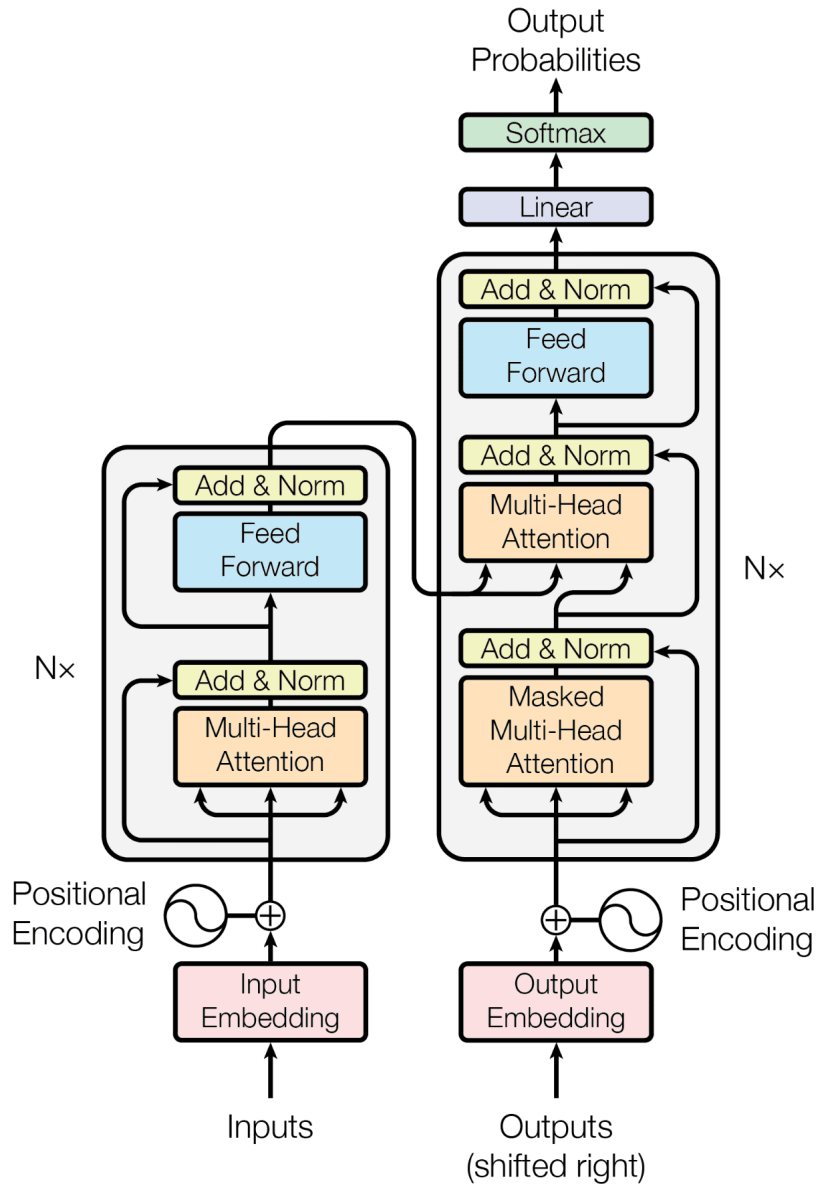 Output
Probabilities
Softmax
Linear
Add & Norm
Feed
Forward
Add & Norm
Multi-Head
Attention
Add & Norm
Masked
Multi-Head
Attention
N×
Add & Norm
Feed
Forward
Add & Norm
Multi-Head
Attention
N×
Positional
Encoding
Positional
Encoding
Input
Embedding
Output
Embedding
Inputs
Outputs
(shifted right)